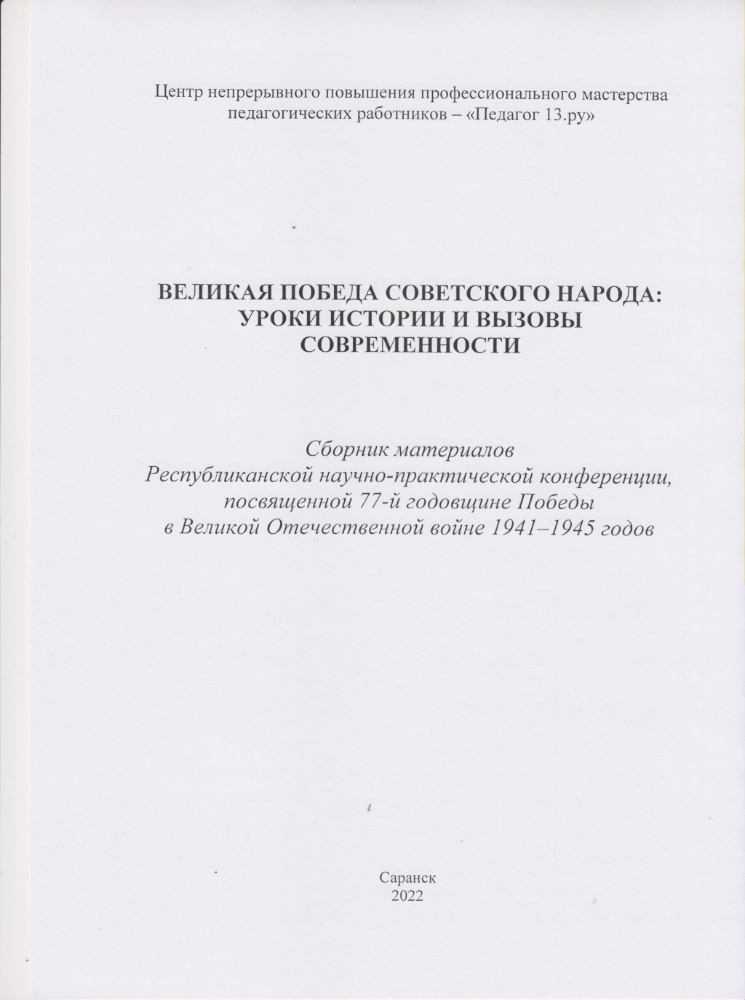 Центр непрерывного повышения профессионального мастерства
педагогических работников – «Педагог 13.ру»
ВЕЛИКАЯ ПОБЕДА СОВЕТСКОГО НАРОДА:
УРОКИ ИСТОРИИ И ВЫЗОВЫ
СОВРЕМЕННОСТИ
Сборник материалов
Республиканской научно-практической конференции,
посвященной 77-й годовщине Победы
в Великой Отечественной войне 1941–1945 годов
Саранск
2022